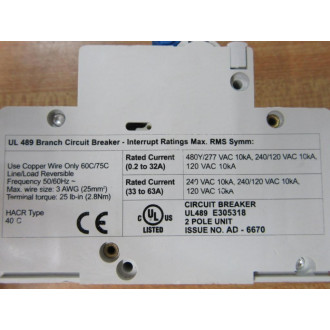 UL 489 Branch Circuit Breaker - Interrupt Ratings Max. RMS Symm:
Use Copper Wire Only 60C/75C
Line/Load Reversible
Frequency 50/60Hz ~
Max. wire size: 3 AWG (25mm²)
Terminal torque: 25 lb-in (2.8Nm)
HACR Type
40 C
Rated Current
(0.2 to 32A)
480Y/277 VAC 10kA, 240/120 VAC 10kA,
120 VAC 10kA
Rated Current
(33 to 63A)
240 VAC 10kA, 240/120 VAC 10kA,
120 VAC 10kA
C UL US
LISTED
CIRCUIT BREAKER
UL489 E305318
2 POLE UNIT
ISSUE NO. AD - 6670